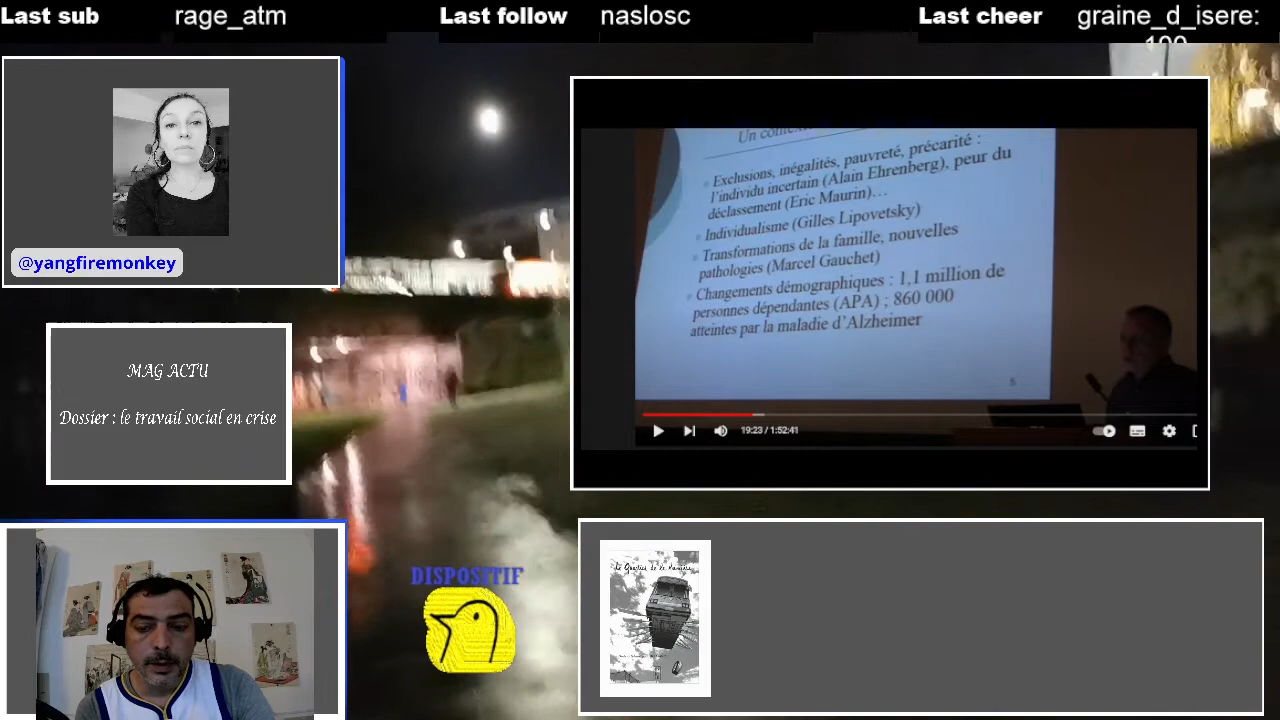 Last sub
rage_atm
Last follow
naslosc
Last cheer
graine_d_isere:
100
@yangfiremonkey
MAG ACTU
Dossier : le travail social en crise
Exclusions, inégalités, pauvreté, précarité :
l'individu incertain (Alain Ehrenberg), peur du
déclassement (Eric Maurin)...
Individualisme (Gilles Lipovetsky)
Transformations de la famille, nouvelles
pathologies (Marcel Gauchet)
Changements démographiques : 1,1 million de
personnes dépendantes (APA) ; 860 000
atteintes par la maladie d'Alzheimer
5
19:23 / 1:52:41
DISPOSITIF